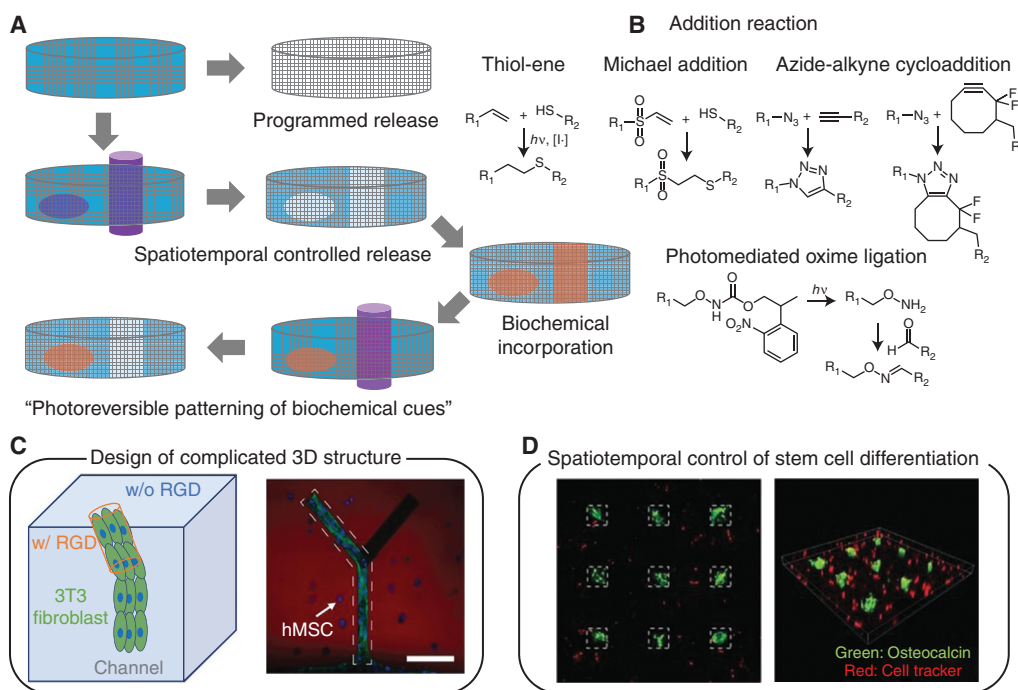 A
Programmed release
Spatiotemporal controlled release
Biochemical
incorporation
“Photoreversible patterning of biochemical cues”
B
Addition reaction
Thiol-ene
R1
+
HS
R2
hν, [I·]
R1
S
R2
Michael addition
R1
S
O
O
+
HS
R2
R1
S
O
O
S
R2
Azide-alkyne cycloaddition
R1
N3
+
R2
N
N
N
R1
R2
R1
N3 +
F
F
R2
R1
N
N
N
F
F
R2
Photomediated oxime ligation
R1
O
N
H
O
O
NO2
hν
R1
O
NH2
O
H
R2
R1
O
N
R2
C
Design of complicated 3D structure
w/o RGD
w/ RGD
3T3
fibroblast
Channel
hMSC
D
Spatiotemporal control of stem cell differentiation
Green: Osteocalcin
Red: Cell tracker